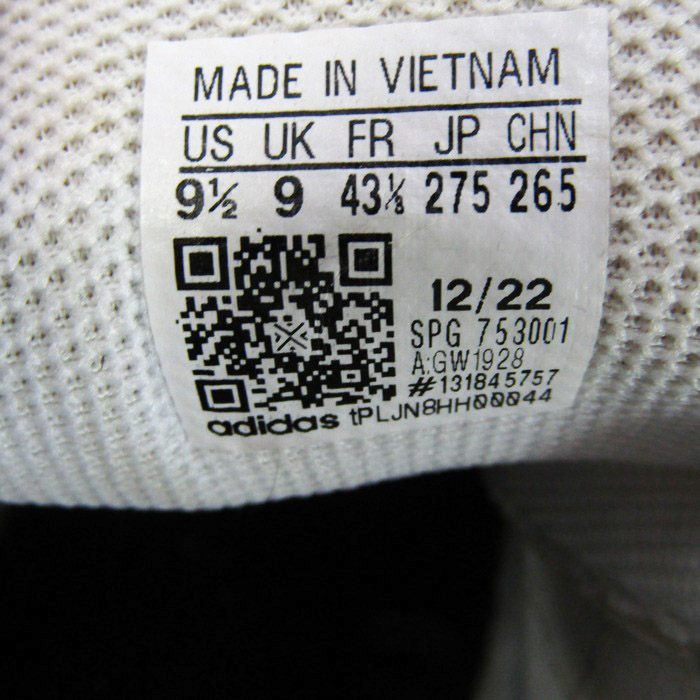 MADE IN VIETNAM
US UK FR JP CHN
9½ 9 43⅓ 275 265
12/22
SPG 753001
A:GW1928
#131845757
adidas tPLJN8HH00044